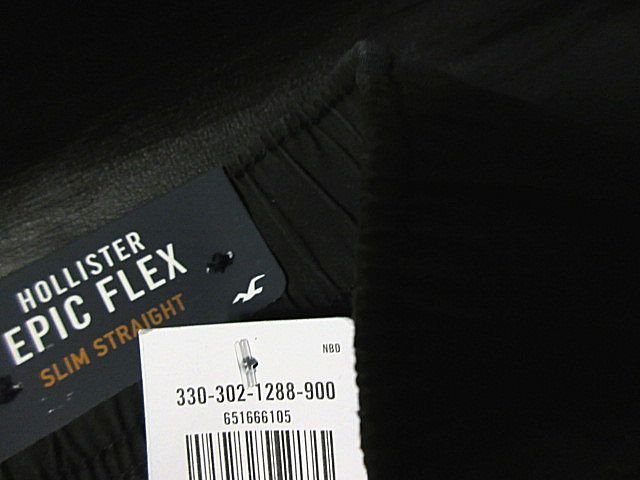 HOLLISTER
EPIC FLEX
SLIM STRAIGHT
NBD
330-302-1288-900
651666105